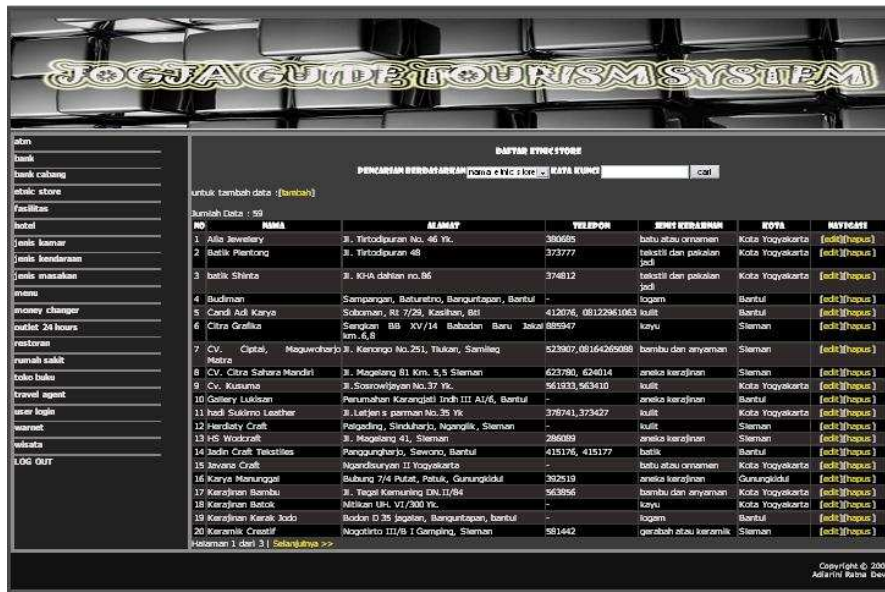 JOGJA GUIDE TOURISM SYSTEM
atm
bank
bank cabang
etnic store
fasilitas
hotel
jenis kamar
jenis kendaraan
jenis masakan
menu
money changer
outlet 24 hours
restoran
rumah sakit
toko buku
travel agent
user login
warnet
wisata
LOG OUT
DAFTAR ETNIC STORE
PENCARIAN BERDASARKAN nama etnic store KATA KUNCI cari
untuk tambah data :[tambah]
Jumlah Data : 59
NO NAMA ALAMAT TELEPON JENIS KERAJINAN KOTA NAVIGASI
1 Alia Jewelery Jl. Tirtodipuran No. 46 Yk. 380685 batu atau ornamen Kota Yogyakarta [edit][hapus]
2 Batik Plentong Jl. Tirtodipuran 48 373777 tekstil dan pakaian jadi Kota Yogyakarta [edit][hapus]
3 batik Shinta Jl. KHA dahlan no.86 374812 tekstil dan pakaian jadi Kota Yogyakarta [edit][hapus]
4 Budiman Sampangan, Baturetno, Banguntapan, Bantul - logam Bantul [edit][hapus]
5 Candi Adi Karya Soboman, Rt 7/29, Kasihan, Btl 412076, 08122961063 kulit Bantul [edit][hapus]
6 Citra Grafika Sengkan BB XV/14 Babadan Baru Jakal km.6,8 885947 kayu Sleman [edit][hapus]
7 CV. Ciptai, Maguwoharjo Matra Jl. Kenongo No.251, Tiukan, Samileg 523907,08164265088 bambu dan anyaman Sleman [edit][hapus]
8 CV. Citra Sahara Mandiri Jl. Magelang 81 Km. 5,5 Sleman 623780, 624014 aneka kerajinan Sleman [edit][hapus]
9 Cv. Kusuma Jl.Sosrowijayan No.37 Yk. 561933,563410 kulit Kota Yogyakarta [edit][hapus]
10 Gallery Lukisan Perumahan Karangjati Indh III AI/6, Bantul - aneka kerajinan Bantul [edit][hapus]
11 hadi Sukirno Leather Jl.Letjen s parman No.35 Yk 378741,373427 kulit Kota Yogyakarta [edit][hapus]
12 Herdiaty Craft Palgading, Sinduharjo, Nganglik, Sleman - kulit Sleman [edit][hapus]
13 HS Wodcraft Jl. Magelang 41, Sleman 286089 aneka kerajinan Sleman [edit][hapus]
14 Jadin Craft Tekstiles Panggungharjo, Sewono, Bantul 415176, 415177 batik Bantul [edit][hapus]
15 Javana Craft Ngandisuryan II Yogyakarta - batu atau ornamen Kota Yogyakarta [edit][hapus]
16 Karya Manunggal Bubung 7/4 Putat, Patuk, Gunungkidul 392519 aneka kerajinan Gunungkidul [edit][hapus]
17 Kerajinan Bambu Jl. Tegal Kemuning DN.II/84 563856 bambu dan anyaman Kota Yogyakarta [edit][hapus]
18 Kerajinan Batok Nitikan UH. VI/300 Yk. - kayu Kota Yogyakarta [edit][hapus]
19 Kerajinan Kerak Jodo Bodon D 35 jagalan, Banguntapan, bantul - logam Bantul [edit][hapus]
20 Keramik Creatif Nogotirto III/B I Gamping, Sleman 581442 gerabah atau keramik Sleman [edit][hapus]
Halaman 1 dari 3 | Selanjutnya >>
Copyright © 200
Adiarini Ratna Dew